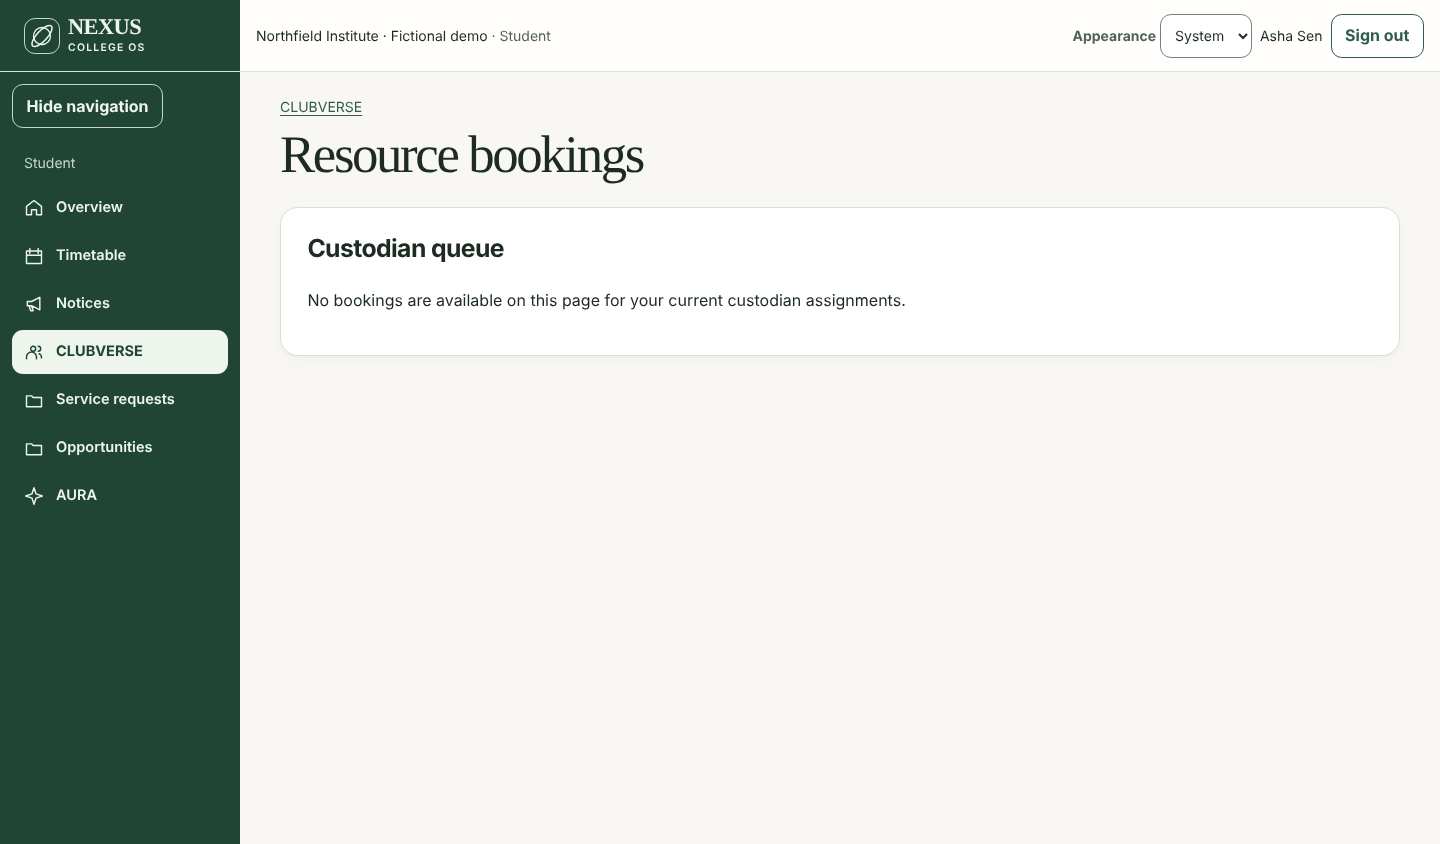 NEXUS
COLLEGE OS
Northfield Institute · Fictional demo · Student
Appearance System Asha Sen Sign out
Hide navigation
Student
Overview
Timetable
Notices
CLUBVERSE
Service requests
Opportunities
AURA
CLUBVERSE
Resource bookings
Custodian queue
No bookings are available on this page for your current custodian assignments.